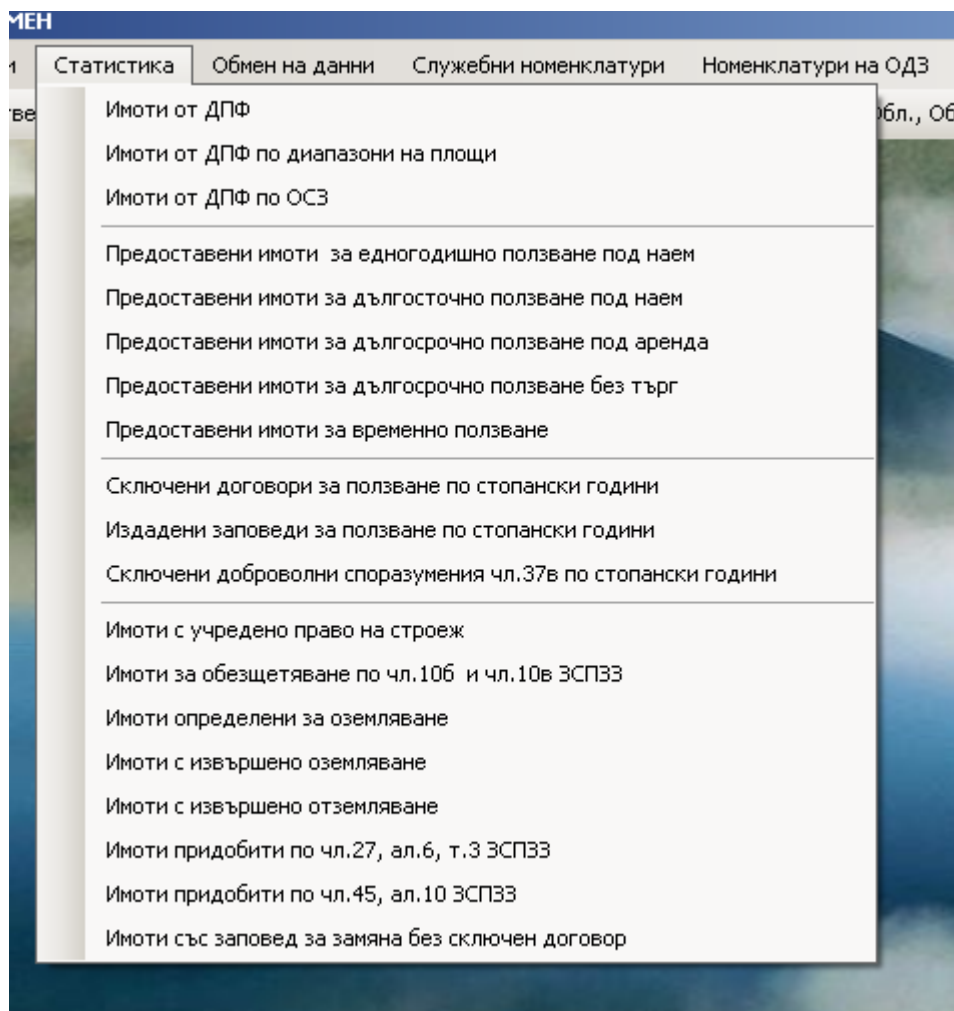 МЕН
и Статистика Обмен на данни Служебни номенклатури Номенклатури на ОДЗ
тве Обл., Об
Имоти от ДПФ
Имоти от ДПФ по диапазони на площи
Имоти от ДПФ по ОСЗ
Предоставени имоти за едногодишно ползване под наем
Предоставени имоти за дългосточно ползване под наем
Предоставени имоти за дългосрочно ползване под аренда
Предоставени имоти за дългосрочно ползване без търг
Предоставени имоти за временно ползване
Сключени договори за ползване по стопански години
Издадени заповеди за ползване по стопански години
Сключени доброволни споразумения чл.37в по стопански години
Имоти с учредено право на строеж
Имоти за обезщетяване по чл.10б и чл.10в ЗСПЗЗ
Имоти определени за оземляване
Имоти с извършено оземляване
Имоти с извършено отземляване
Имоти придобити по чл.27, ал.6, т.3 ЗСПЗЗ
Имоти придобити по чл.45, ал.10 ЗСПЗЗ
Имоти със заповед за замяна без сключен договор